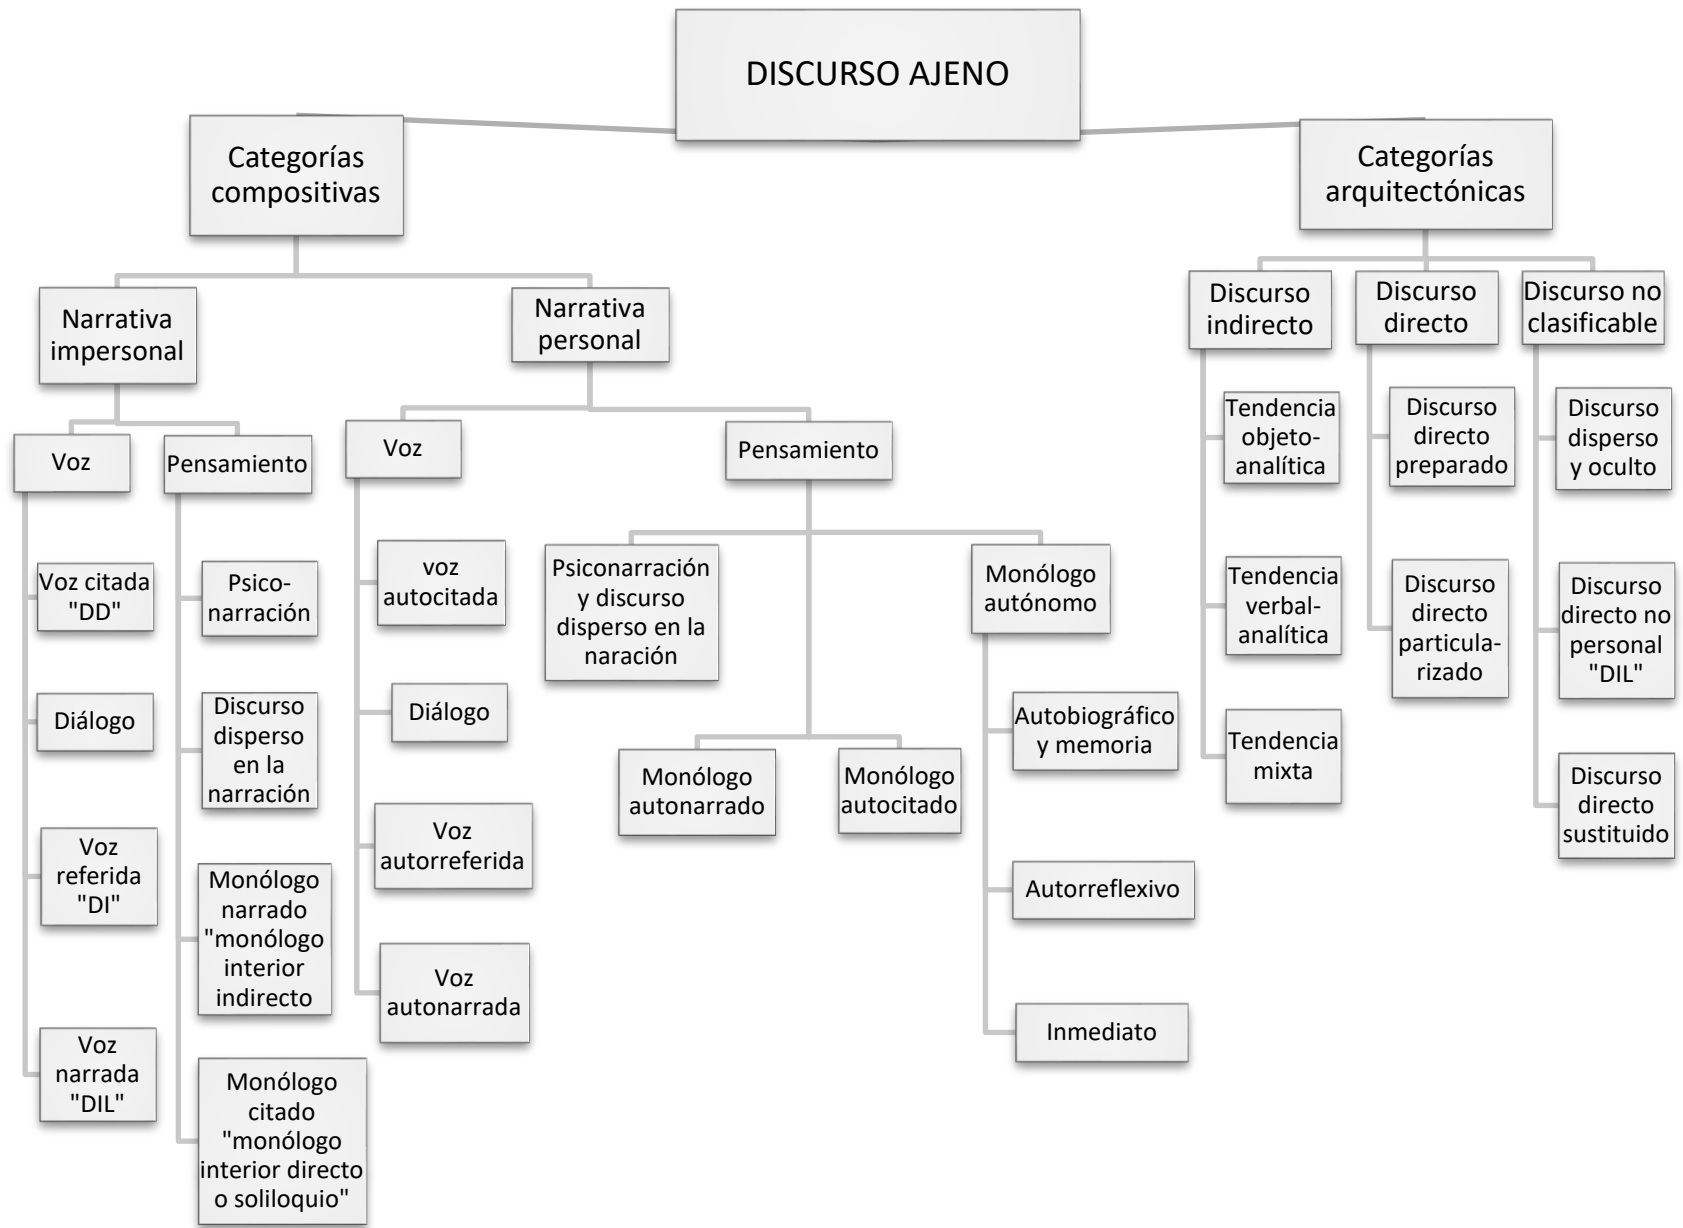 DISCURSO AJENO
Categorías
compositivas
Narrativa
impersonal
Voz
Voz citada
"DD"
Diálogo
Voz
referida
"DI"
Voz
narrada
"DIL"
Pensamiento
Psico-
narración
Discurso
disperso
en la
narración
Monólogo
narrado
"monólogo
interior
indirecto
Monólogo
citado
"monólogo
interior directo
o soliloquio"
Narrativa
personal
Voz
voz
autocitada
Diálogo
Voz
autorreferida
Voz
autonarrada
Pensamiento
Psiconarración
y discurso
disperso en la
naración
Monólogo
autonarrado
Monólogo
autocitado
Monólogo
autónomo
Autobiográfico
y memoria
Autorreflexivo
Inmediato
Categorías
arquitectónicas
Discurso
indirecto
Tendencia
objeto-
analítica
Tendencia
verbal-
analítica
Tendencia
mixta
Discurso
directo
Discurso
directo
preparado
Discurso
directo
particula-
rizado
Discurso no
clasificable
Discurso
disperso
y oculto
Discurso
directo no
personal
"DIL"
Discurso
directo
sustituido